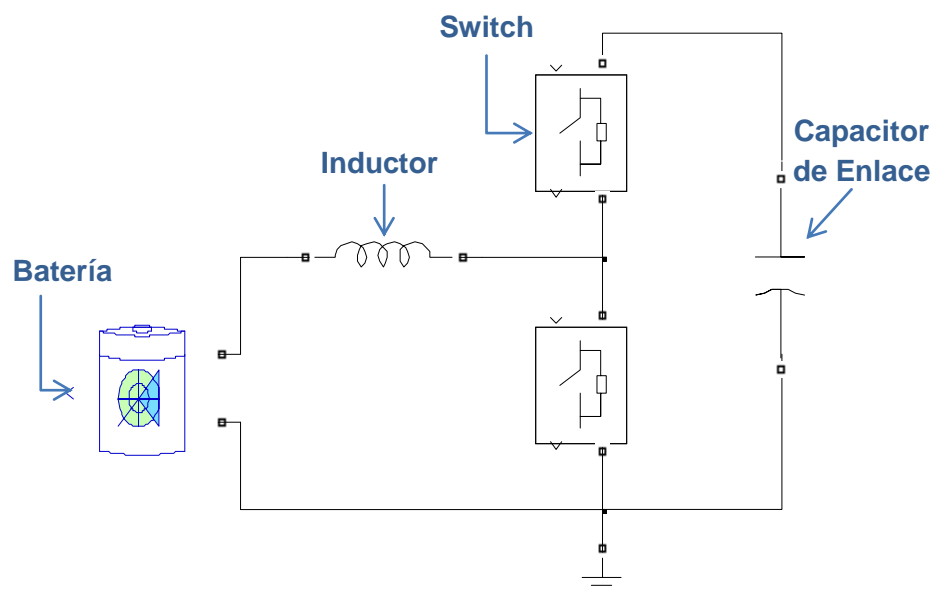 Switch
Capacitor
de Enlace
Inductor
Batería